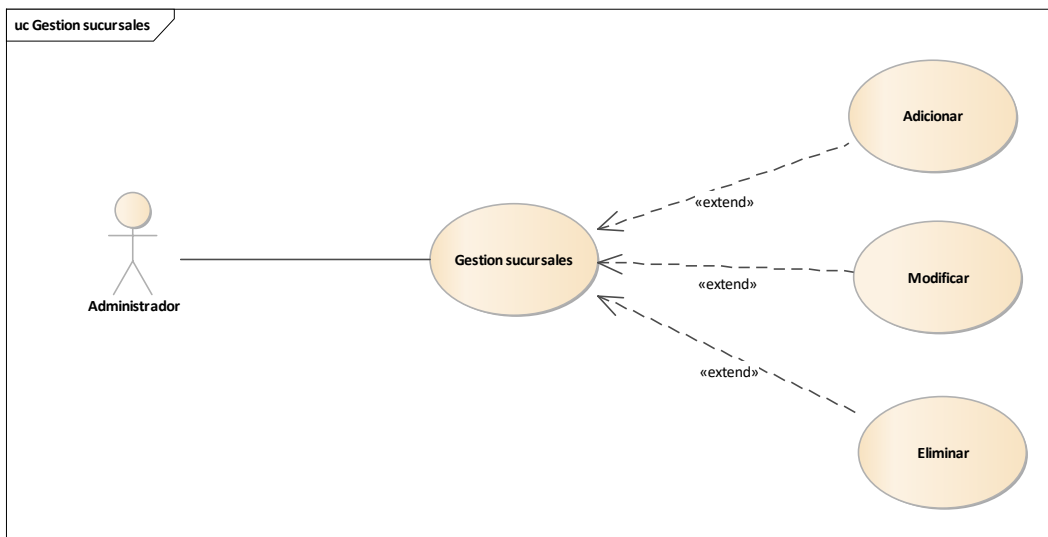 uc Gestion sucursales
Adicionar
«extend»
Gestion sucursales
Modificar
«extend»
Administrador
«extend»
Eliminar